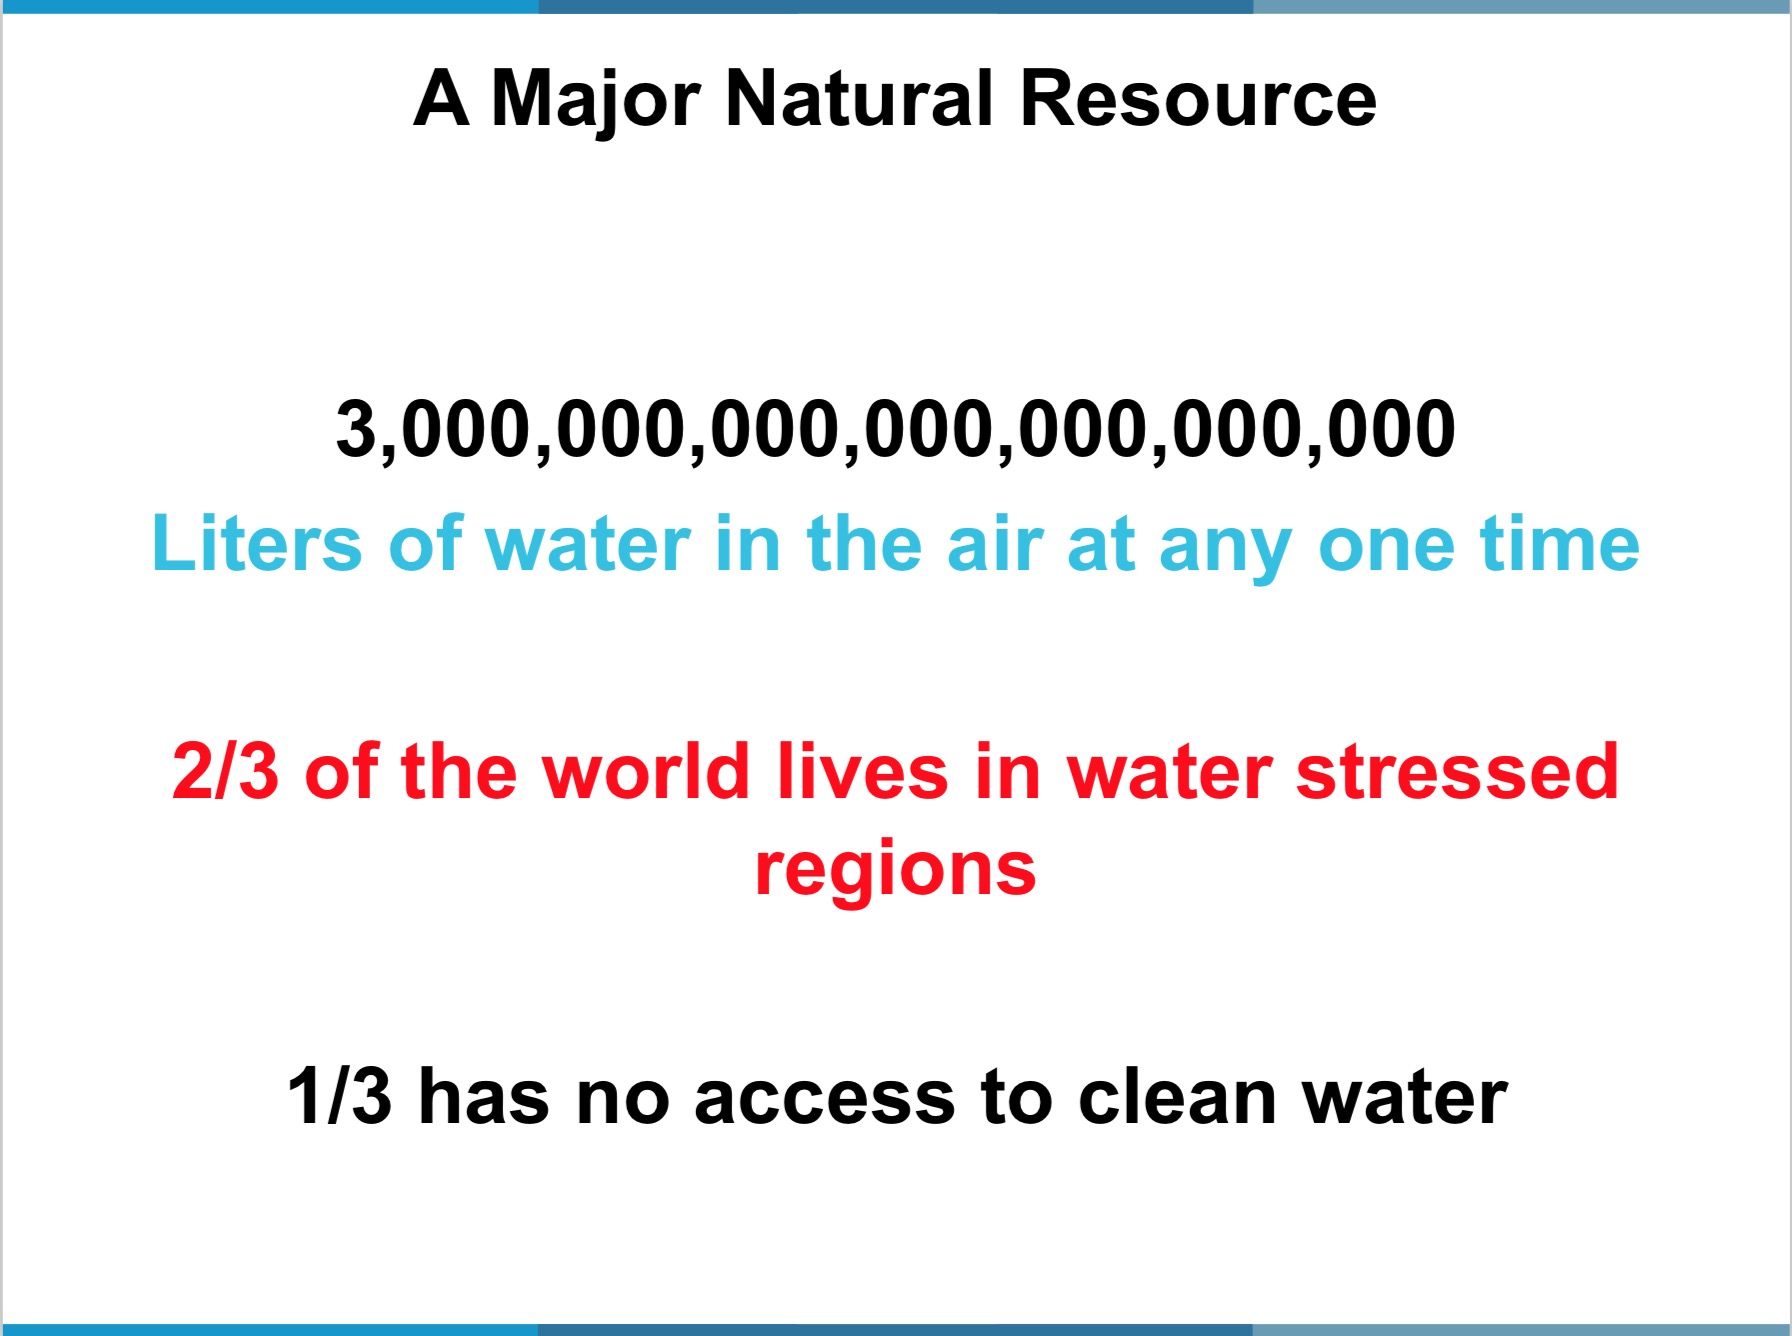 A Major Natural Resource
3,000,000,000,000,000,000,000
Liters of water in the air at any one time
2/3 of the world lives in water stressed
regions
1/3 has no access to clean water